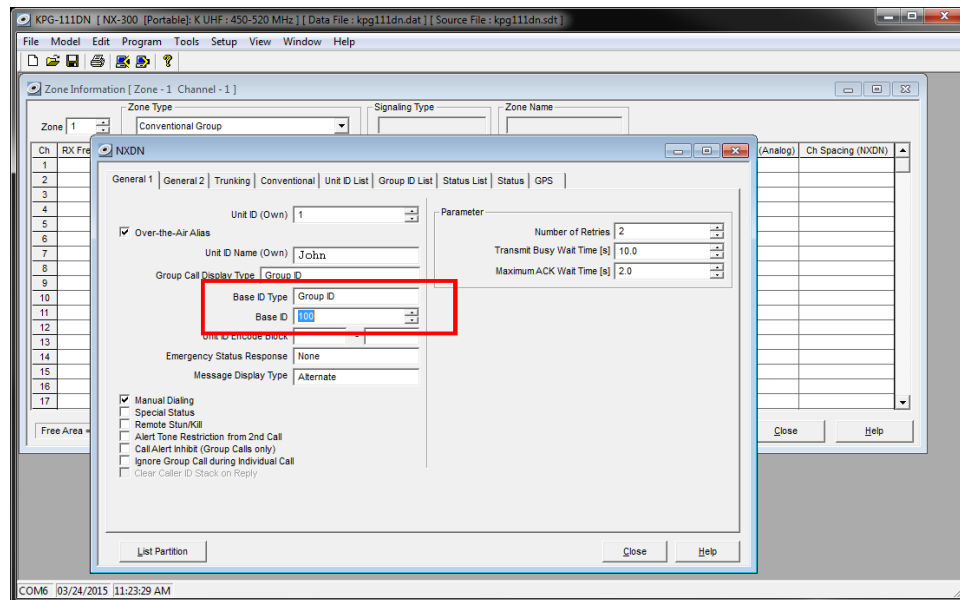 KPG-111DN [ NX-300 [Portable]: K UHF : 450-520 MHz ] [ Data File : kpg111dn.dat ] [ Source File : kpg111dn.sdt ]
File Model Edit Program Tools Setup View Window Help
Zone Information [ Zone - 1 Channel - 1 ]
Zone Type Signaling Type Zone Name
Zone 1 Conventional Group
Ch RX Fre (Analog) Ch Spacing (NXDN)
1
2
3
4
5
6
7
8
9
10
11
12
13
14
15
16
17
Free Area = Close Help
NXDN
General 1 General 2 Trunking Conventional Unit ID List Group ID List Status List Status GPS
Unit ID (Own) 1
Over-the-Air Alias
Unit ID Name (Own) John
Group Call Display Type Group ID
Base ID Type Group ID
Base ID 100
Unit ID Encode Block -
Emergency Status Response None
Message Display Type Alternate
Manual Dialing
Special Status
Remote Stun/Kill
Alert Tone Restriction from 2nd Call
Call Alert Inhibit (Group Calls only)
Ignore Group Call during Individual Call
Clear Caller ID Stack on Reply
Parameter
Number of Retries 2
Transmit Busy Wait Time [s] 10.0
Maximum ACK Wait Time [s] 2.0
List Partition Close Help
COM6 03/24/2015 11:23:29 AM